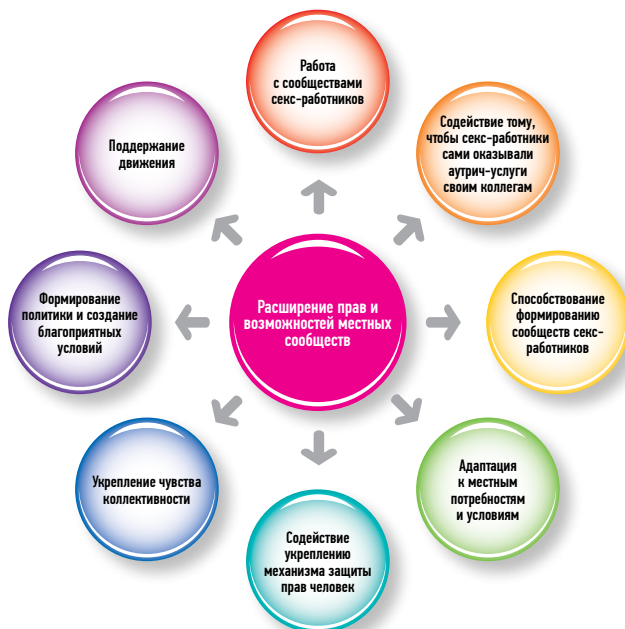 Работа
с сообществами
секс-работников
Содействие тому,
чтобы секс-работники
сами оказывали
аутрич-услуги
своим коллегам
Способствование
формированию
сообществ секс-
работников
Адаптация
к местным
потребностям
и условиям
Содействие
укреплению
механизма защиты
прав человек
Укрепление чувства
коллективности
Формирование
политики и создание
благоприятных
условий
Поддержание
движения
Расширение прав и
возможностей местных
сообществ